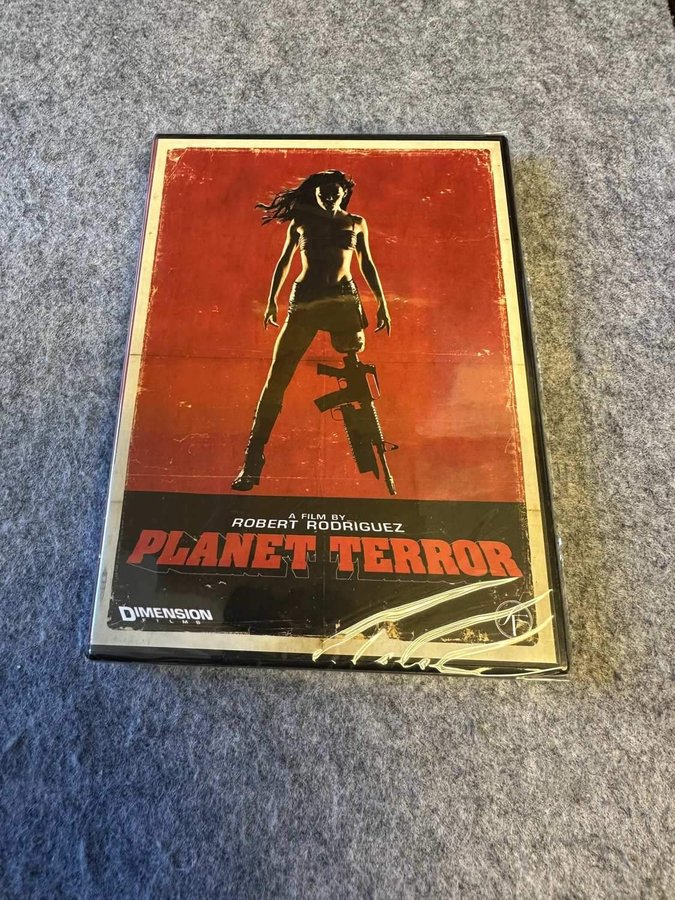 A FILM BY
ROBERT RODRIGUEZ
PLANET TERROR
DIMENSION
FILMS